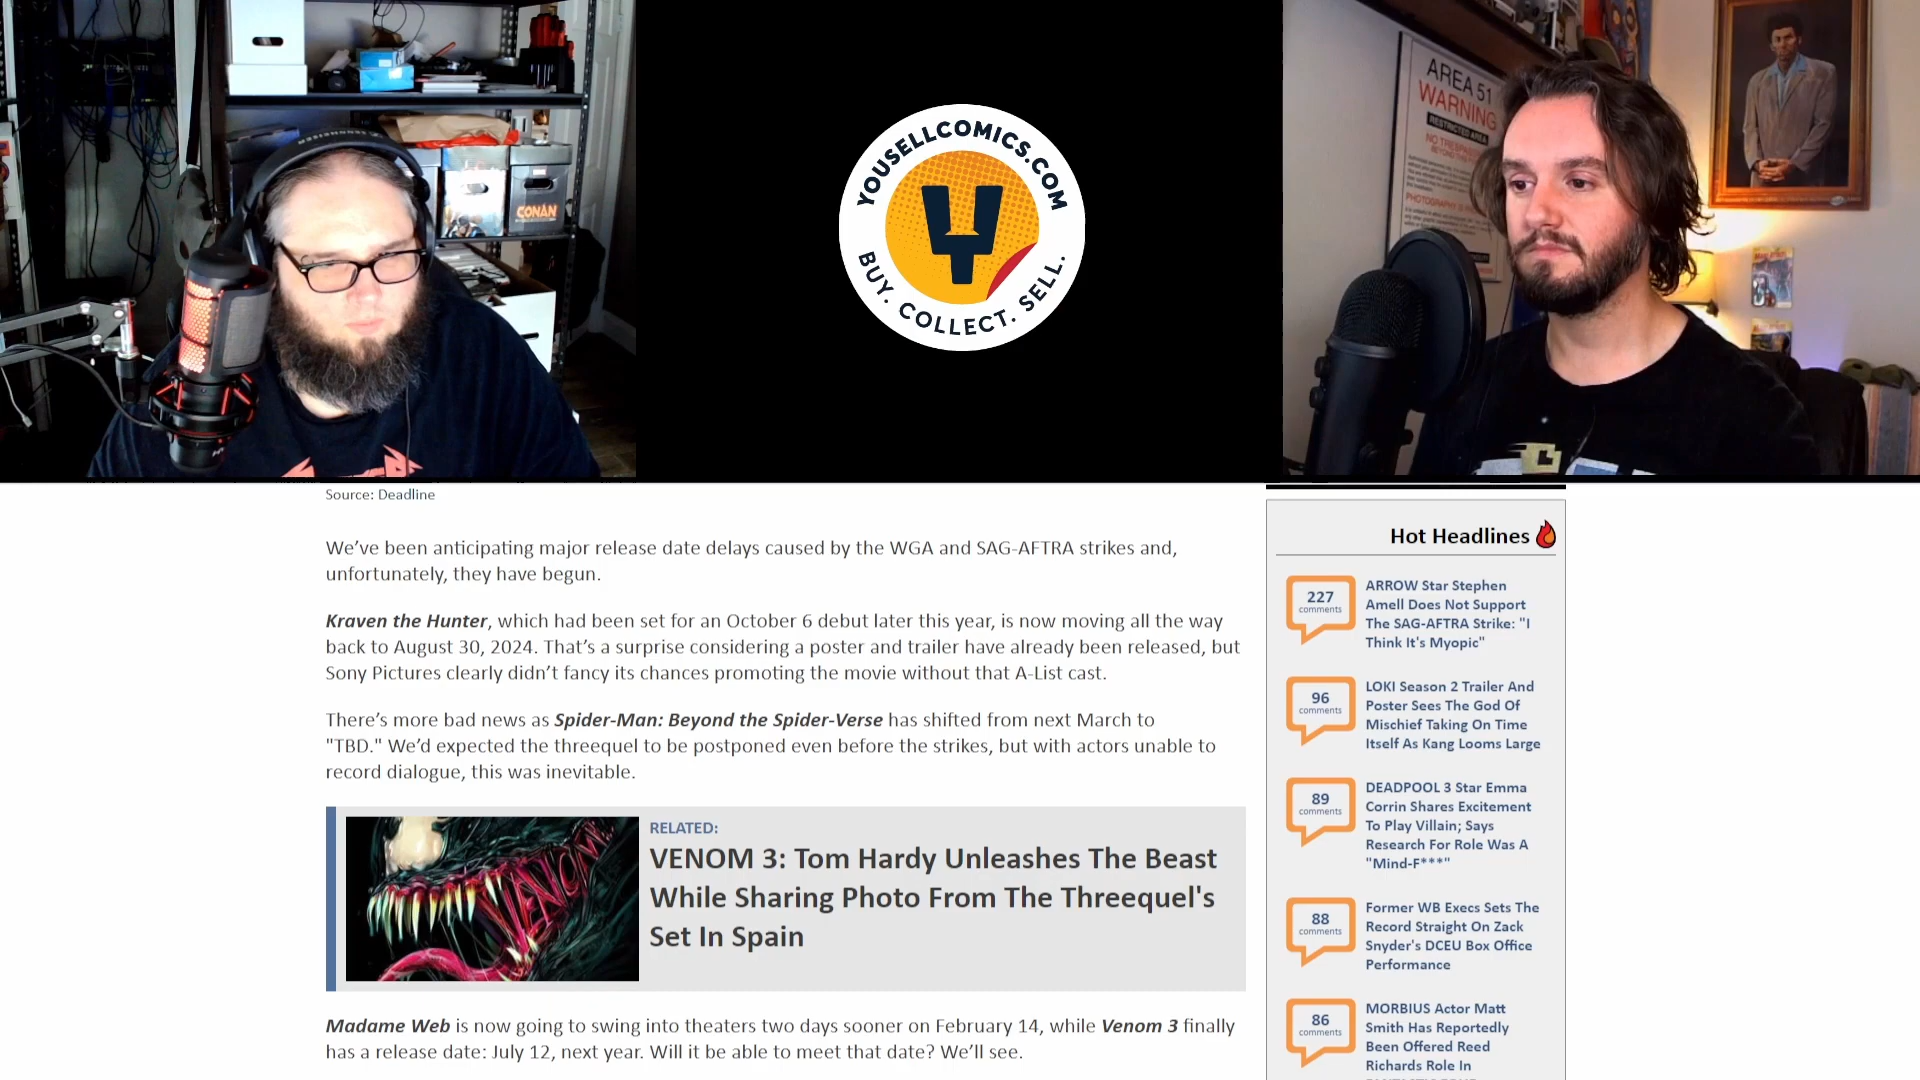 SENNHEISER
CONAN
YOUSELLCOMICS.COM
BUY. COLLECT. SELL.
AREA 51
WARNING
RESTRICTED AREA
Source: Deadline
We’ve been anticipating major release date delays caused by the WGA and SAG-AFTRA strikes and,
unfortunately, they have begun.
Kraven the Hunter, which had been set for an October 6 debut later this year, is now moving all the way
back to August 30, 2024. That’s a surprise considering a poster and trailer have already been released, but
Sony Pictures clearly didn’t fancy its chances promoting the movie without that A-List cast.
There’s more bad news as Spider-Man: Beyond the Spider-Verse has shifted from next March to
"TBD." We’d expected the threequel to be postponed even before the strikes, but with actors unable to
record dialogue, this was inevitable.
VENOM
RELATED:
VENOM 3: Tom Hardy Unleashes The Beast
While Sharing Photo From The Threequel's
Set In Spain
Madame Web is now going to swing into theaters two days sooner on February 14, while Venom 3 finally
has a release date: July 12, next year. Will it be able to meet that date? We’ll see.
Hot Headlines
227
comments
ARROW Star Stephen
Amell Does Not Support
The SAG-AFTRA Strike: "I
Think It's Myopic"
96
comments
LOKI Season 2 Trailer And
Poster Sees The God Of
Mischief Taking On Time
Itself As Kang Looms Large
89
comments
DEADPOOL 3 Star Emma
Corrin Shares Excitement
To Play Villain; Says
Research For Role Was A
"Mind-F***"
88
comments
Former WB Execs Sets The
Record Straight On Zack
Snyder's DCEU Box Office
Performance
86
comments
MORBIUS Actor Matt
Smith Has Reportedly
Been Offered Reed
Richards Role In